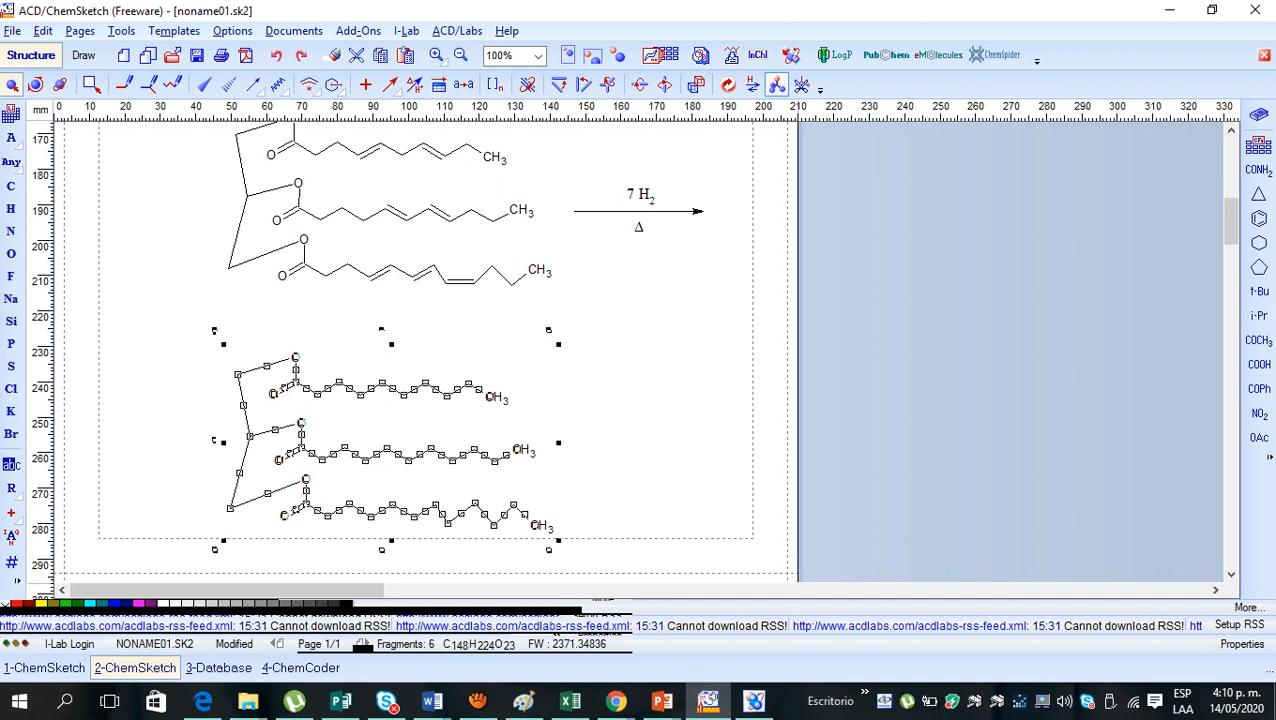 ACD/ChemSketch (Freeware) - [noname01.sk2]
File Edit Pages Tools Templates Options Documents Add-Ons I-Lab ACD/Labs Help
Structure Draw 100% InChI LogP PubChem eMolecules ChemSpider
mm 0 10 20 30 40 50 60 70 80 90 100 110 120 130 140 150 160 170 180 190 200 210 220 230 240 250 260 270 280 290 300 310 320 330
170
180
190
200
210
220
230
240
250
260
270
280
290
A
Any
C
H
N
O
F
Na
Si
P
S
Cl
K
Br
abc
R
+
A
#
O
O CH3
O
O CH3
O
O CH3
7 H2
Δ
O
O CH3
O
O CH3
O
O CH3
CONH2
t-Bu
i-Pr
COCH3
COOH
COPh
NO2
OAc
More...
http://www.acdlabs-rss-feed.xml: 15:31 Cannot download RSS! http://www.acdlabs-rss-feed.xml: 15:31 Cannot download RSS! http://www.acdlabs-rss-feed.xml: 15:31 Cannot download RSS! htt Setup RSS
I-Lab Login NONAME01.SK2 Modified Page 1/1 Fragments: 6 C148H224O23 FW : 2371.34836 Properties
1-ChemSketch 2-ChemSketch 3-Database 4-ChemCoder
Escritorio » ESP 4:10 p. m.
LAA 14/05/2020